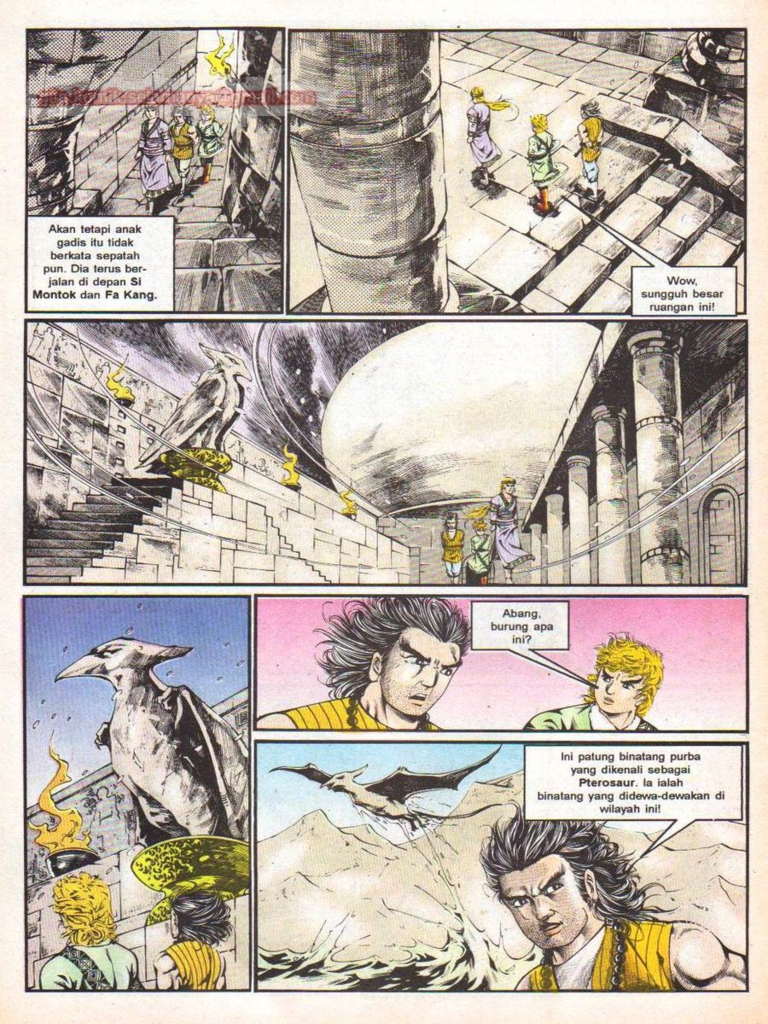 Akan tetapi anak
gadis itu tidak
berkata sepatah
pun. Dia terus ber-
jalan di depan Si
Montok dan Fa Kang.
Wow,
sungguh besar
ruangan ini!
Abang,
burung apa
ini?
Ini patung binatang purba
yang dikenali sebagai
Pterosaur. Ia ialah
binatang yang didewa-dewakan di
wilayah ini!